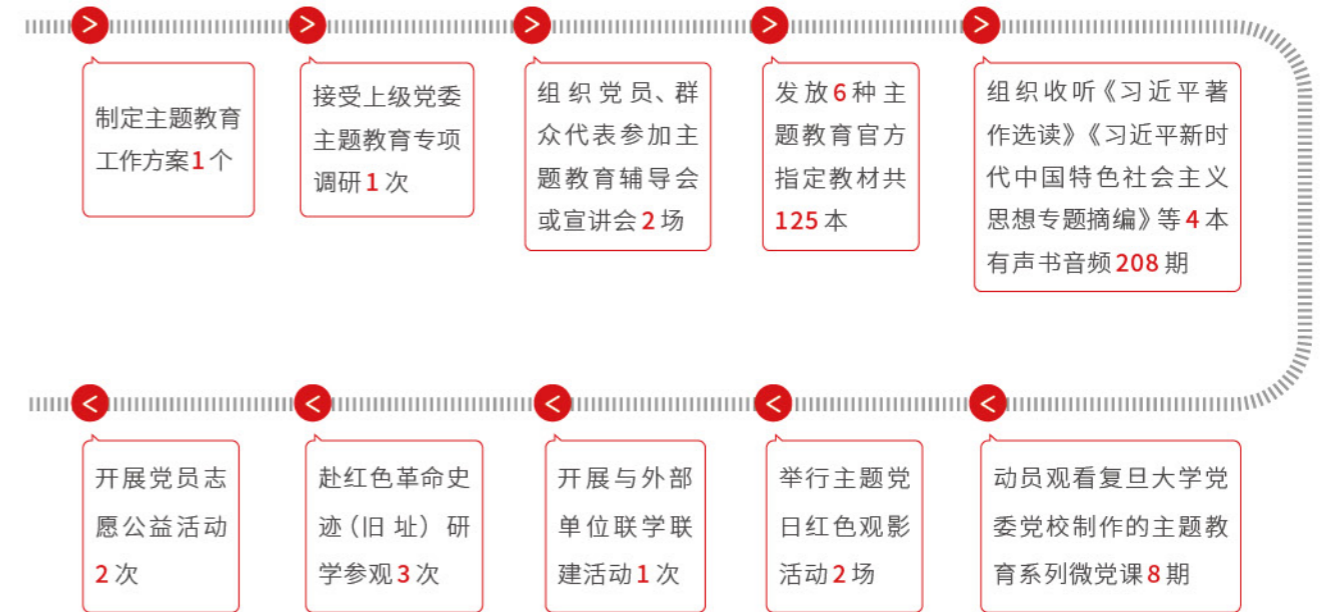 制定主题教育
工作方案1个
接受上级党委
主题教育专项
调研1次
组织党员、群
众代表参加主
题教育辅导会
或宣讲会2场
发放6种主
题教育官方
指定教材共
125本
组织收听《习近平著
作选读》《习近平新时
代中国特色社会主义
思想专题摘编》等4本
有声书音频208期
动员观看复旦大学党
委党校制作的主题教
育系列微党课8期
举行主题党
日红色观影
活动2场
开展与外部
单位联学联
建活动1次
赴红色革命史
迹（旧址）研
学参观3次
开展党员志
愿公益活动
2次